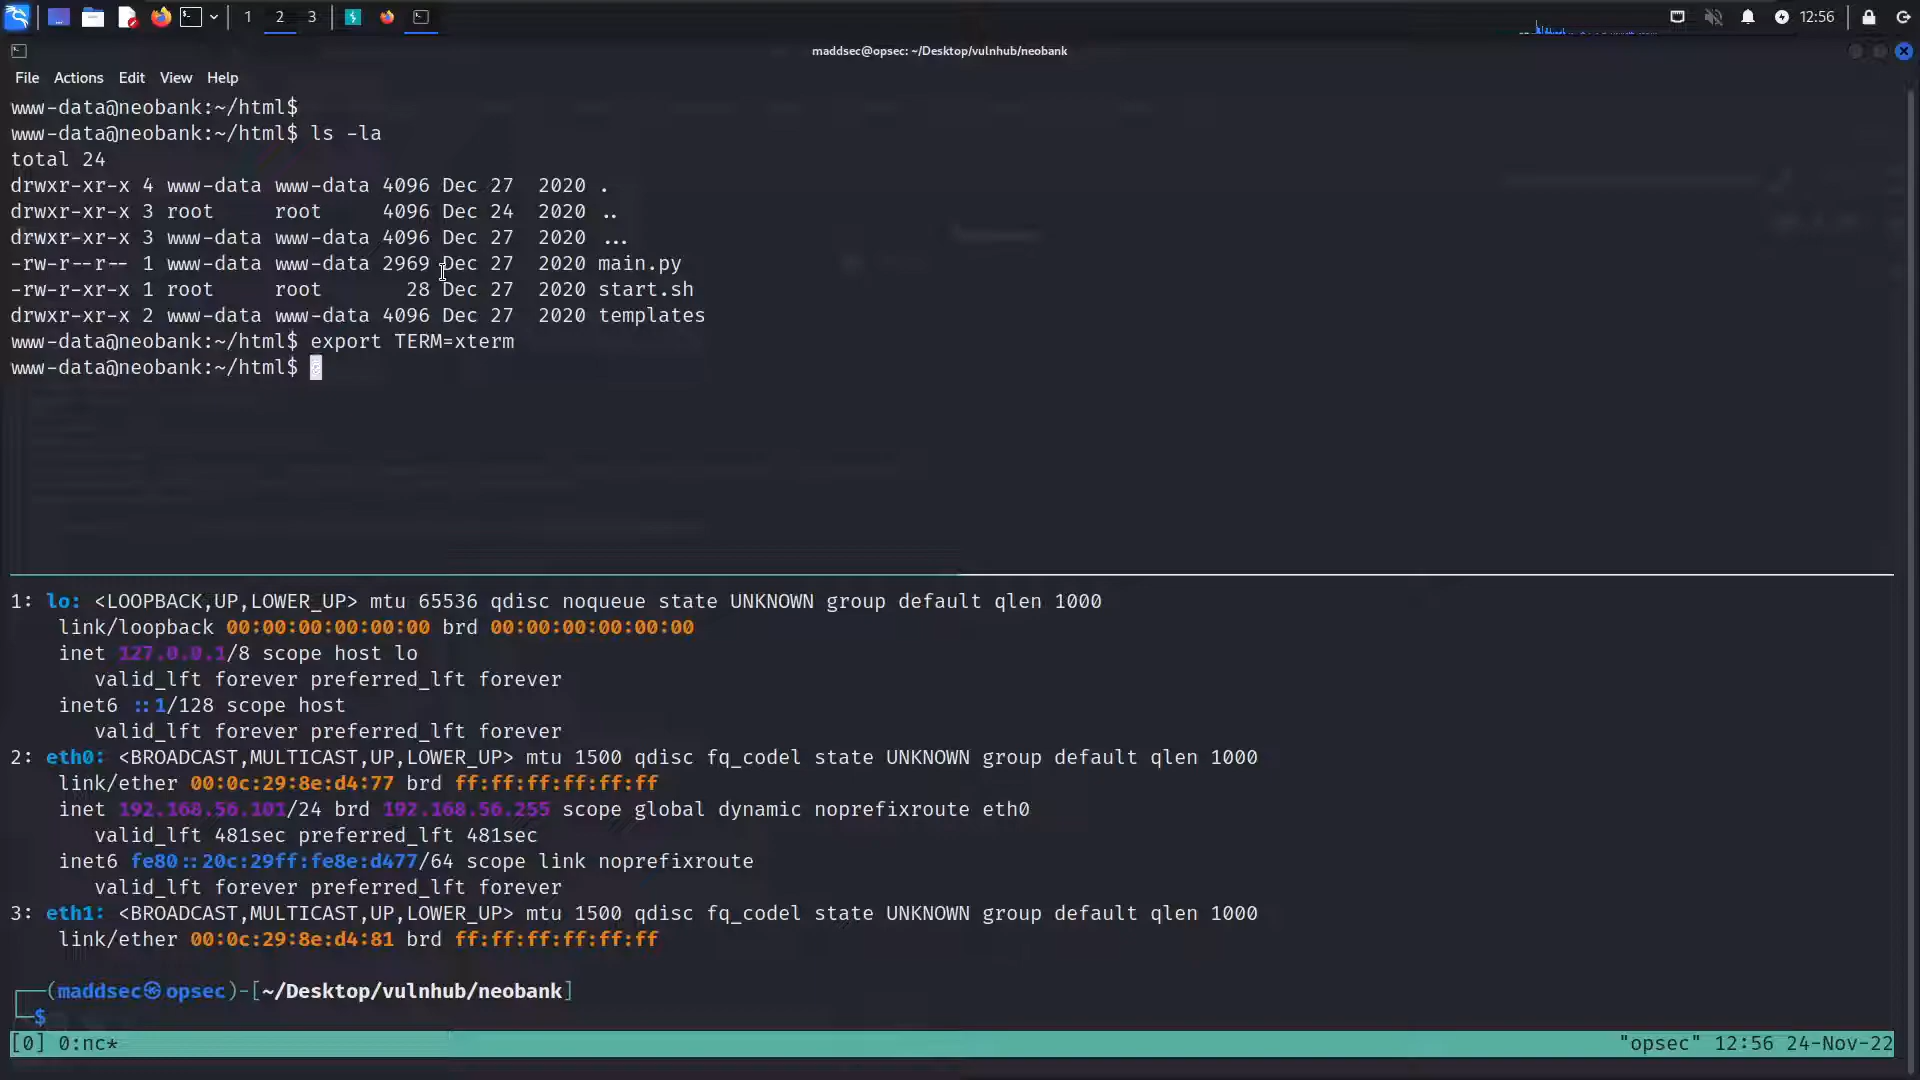 1 2 3 12:56
maddsec@opsec: ~/Desktop/vulnhub/neobank
File Actions Edit View Help
www-data@neobank:~/html$
www-data@neobank:~/html$ ls -la
total 24
drwxr-xr-x 4 www-data www-data 4096 Dec 27  2020 .
drwxr-xr-x 3 root     root     4096 Dec 24  2020 ..
drwxr-xr-x 3 www-data www-data 4096 Dec 27  2020 ...
-rw-r--r-- 1 www-data www-data 2969 Dec 27  2020 main.py
-rw-r-xr-x 1 root     root       28 Dec 27  2020 start.sh
drwxr-xr-x 2 www-data www-data 4096 Dec 27  2020 templates
www-data@neobank:~/html$ export TERM=xterm
www-data@neobank:~/html$
1: lo: <LOOPBACK,UP,LOWER_UP> mtu 65536 qdisc noqueue state UNKNOWN group default qlen 1000
    link/loopback 00:00:00:00:00:00 brd 00:00:00:00:00:00
    inet 127.0.0.1/8 scope host lo
       valid_lft forever preferred_lft forever
    inet6 ::1/128 scope host
       valid_lft forever preferred_lft forever
2: eth0: <BROADCAST,MULTICAST,UP,LOWER_UP> mtu 1500 qdisc fq_codel state UNKNOWN group default qlen 1000
    link/ether 00:0c:29:8e:d4:77 brd ff:ff:ff:ff:ff:ff
    inet 192.168.56.101/24 brd 192.168.56.255 scope global dynamic noprefixroute eth0
       valid_lft 481sec preferred_lft 481sec
    inet6 fe80::20c:29ff:fe8e:d477/64 scope link noprefixroute
       valid_lft forever preferred_lft forever
3: eth1: <BROADCAST,MULTICAST,UP,LOWER_UP> mtu 1500 qdisc fq_codel state UNKNOWN group default qlen 1000
    link/ether 00:0c:29:8e:d4:81 brd ff:ff:ff:ff:ff:ff
┌──(maddsec㉿opsec)-[~/Desktop/vulnhub/neobank]
└─$
[0] 0:nc* "opsec" 12:56 24-Nov-22